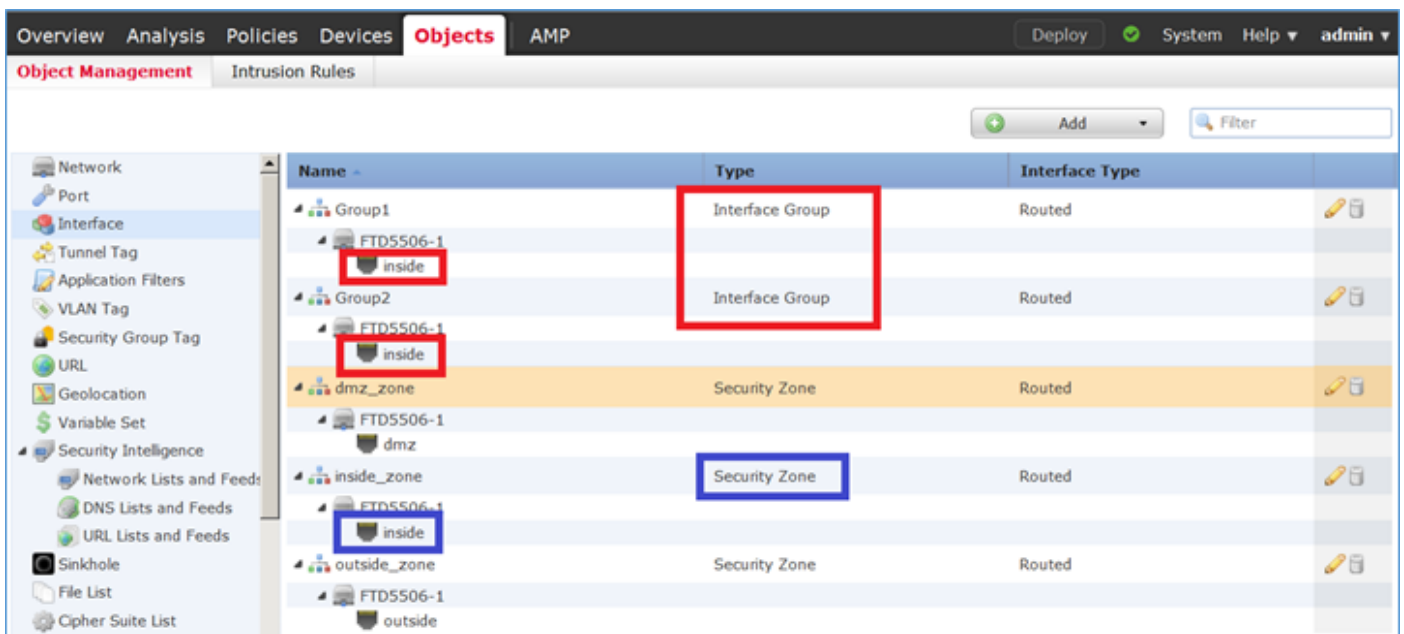 Overview Analysis Policies Devices Objects AMP Deploy System Help ▾ admin ▾
Object Management Intrusion Rules
Add Filter
Network
Port
Interface
Tunnel Tag
Application Filters
VLAN Tag
Security Group Tag
URL
Geolocation
Variable Set
Security Intelligence
Network Lists and Feeds
DNS Lists and Feeds
URL Lists and Feeds
Sinkhole
File List
Cipher Suite List
Name Type Interface Type
Group1 Interface Group Routed
FTD5506-1
inside
Group2 Interface Group Routed
FTD5506-1
inside
dmz_zone Security Zone Routed
FTD5506-1
dmz
inside_zone Security Zone Routed
FTD5506-1
inside
outside_zone Security Zone Routed
FTD5506-1
outside